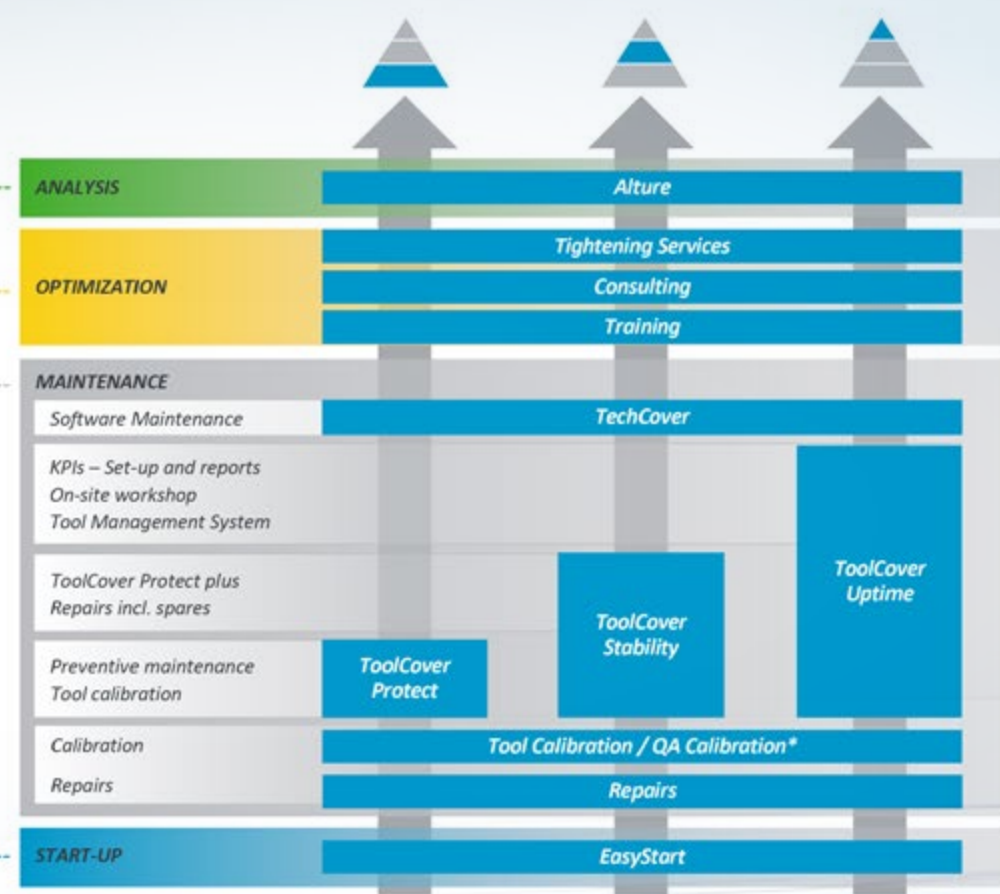 ANALYSIS
Alture
Tightening Services
OPTIMIZATION
Consulting
Training
MAINTENANCE
Software Maintenance
TechCover
KPIs – Set-up and reports
On-site workshop
Tool Management System
ToolCover
Uptime
ToolCover Protect plus
Repairs incl. spares
ToolCover
Stability
Preventive maintenance
Tool calibration
ToolCover
Protect
Calibration
Tool Calibration / QA Calibration*
Repairs
Repairs
START-UP
EasyStart